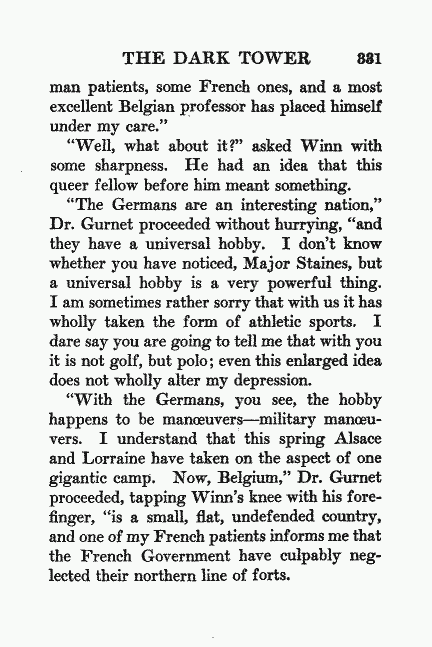 THE DARK TOWER 331
man patients, some French ones, and a most
excellent Belgian professor has placed himself
under my care.”
“Well, what about it?” asked Winn with
some sharpness. He had an idea that this
queer fellow before him meant something.
“The Germans are an interesting nation,”
Dr. Gurnet proceeded without hurrying, “and
they have a universal hobby. I don’t know
whether you have noticed, Major Staines, but
a universal hobby is a very powerful thing.
I am sometimes rather sorry that with us it has
wholly taken the form of athletic sports. I
dare say you are going to tell me that with you
it is not golf, but polo; even this enlarged idea
does not wholly alter my depression.
“With the Germans, you see, the hobby
happens to be manœuvers—military manœu-
vers. I understand that this spring Alsace
and Lorraine have taken on the aspect of one
gigantic camp. Now, Belgium,” Dr. Gurnet
proceeded, tapping Winn’s knee with his fore-
finger, “is a small, flat, undefended country,
and one of my French patients informs me that
the French Government have culpably neg-
lected their northern line of forts.